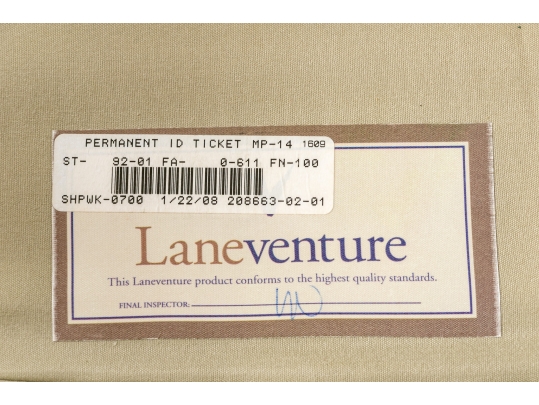 PERMANENT ID TICKET MP-14 1609
ST- 92-01 FA- 0-611 FN-100
SHPWK-0700 1/22/08 208663-02-01
Laneventure
This Laneventure product conforms to the highest quality standards.
FINAL INSPECTOR: